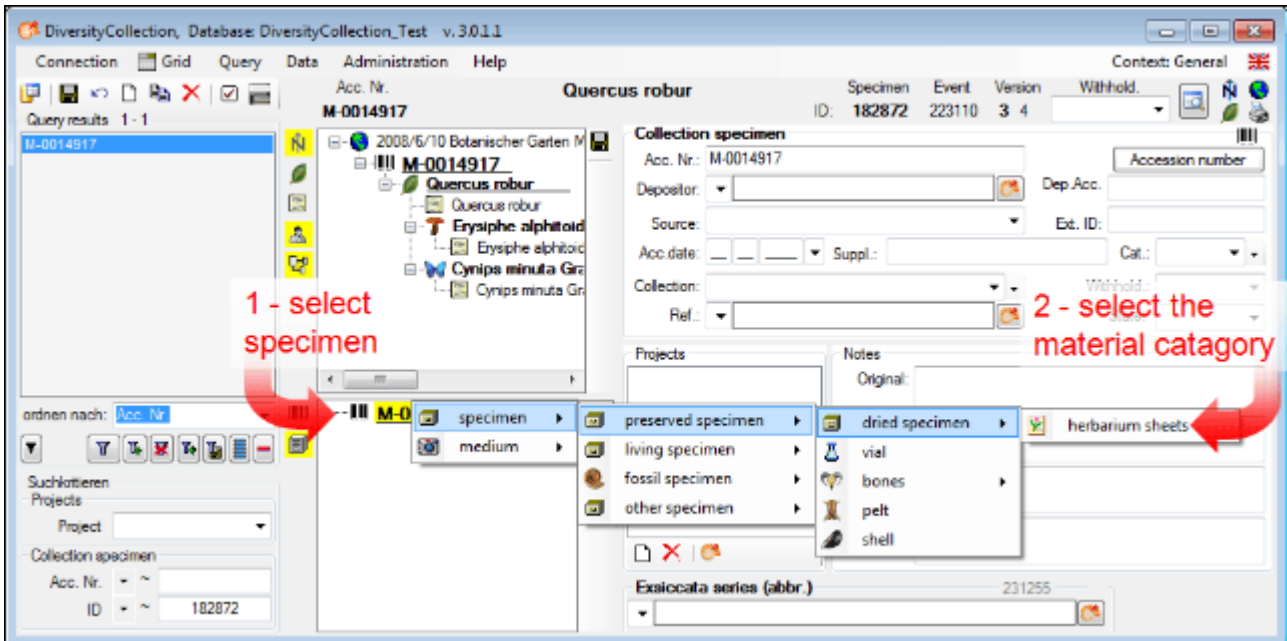 DiversityCollection, Database: DiversityCollection_Test v. 3.0.1.1
Connection Grid Query Data Administration Help Context: General
Acc. Nr. Quercus robur Specimen Event Version Withhold.
M-0014917 ID: 182872 223110 3 4
Query results 1 - 1
M-0014917
2008/6/10 Botanischer Garten M
M-0014917
Quercus robur
Quercus robur
Erysiphe alphitoid
Erysiphe alphitoid
Cynips minuta Gra
Cynips minuta Gr
Collection specimen
Acc. Nr.: M-0014917 Accession number
Depositor: Dep.Acc.
Source: Ext. ID:
Acc.date: __ __ ____ Suppl.: Cat.:
Collection: Withhold.:
Ref.:
1 - select
specimen
2 - select the
material catagory
Projects Notes
Original:
ordnen nach: Acc. Nr.
M-0
specimen preserved specimen dried specimen herbarium sheets
medium living specimen vial
fossil specimen bones
other specimen pelt
shell
Suchkriterien
Projects
Project
Collection specimen
Acc. Nr. ~
ID ~ 182872
Exsiccata series (abbr.) 231255